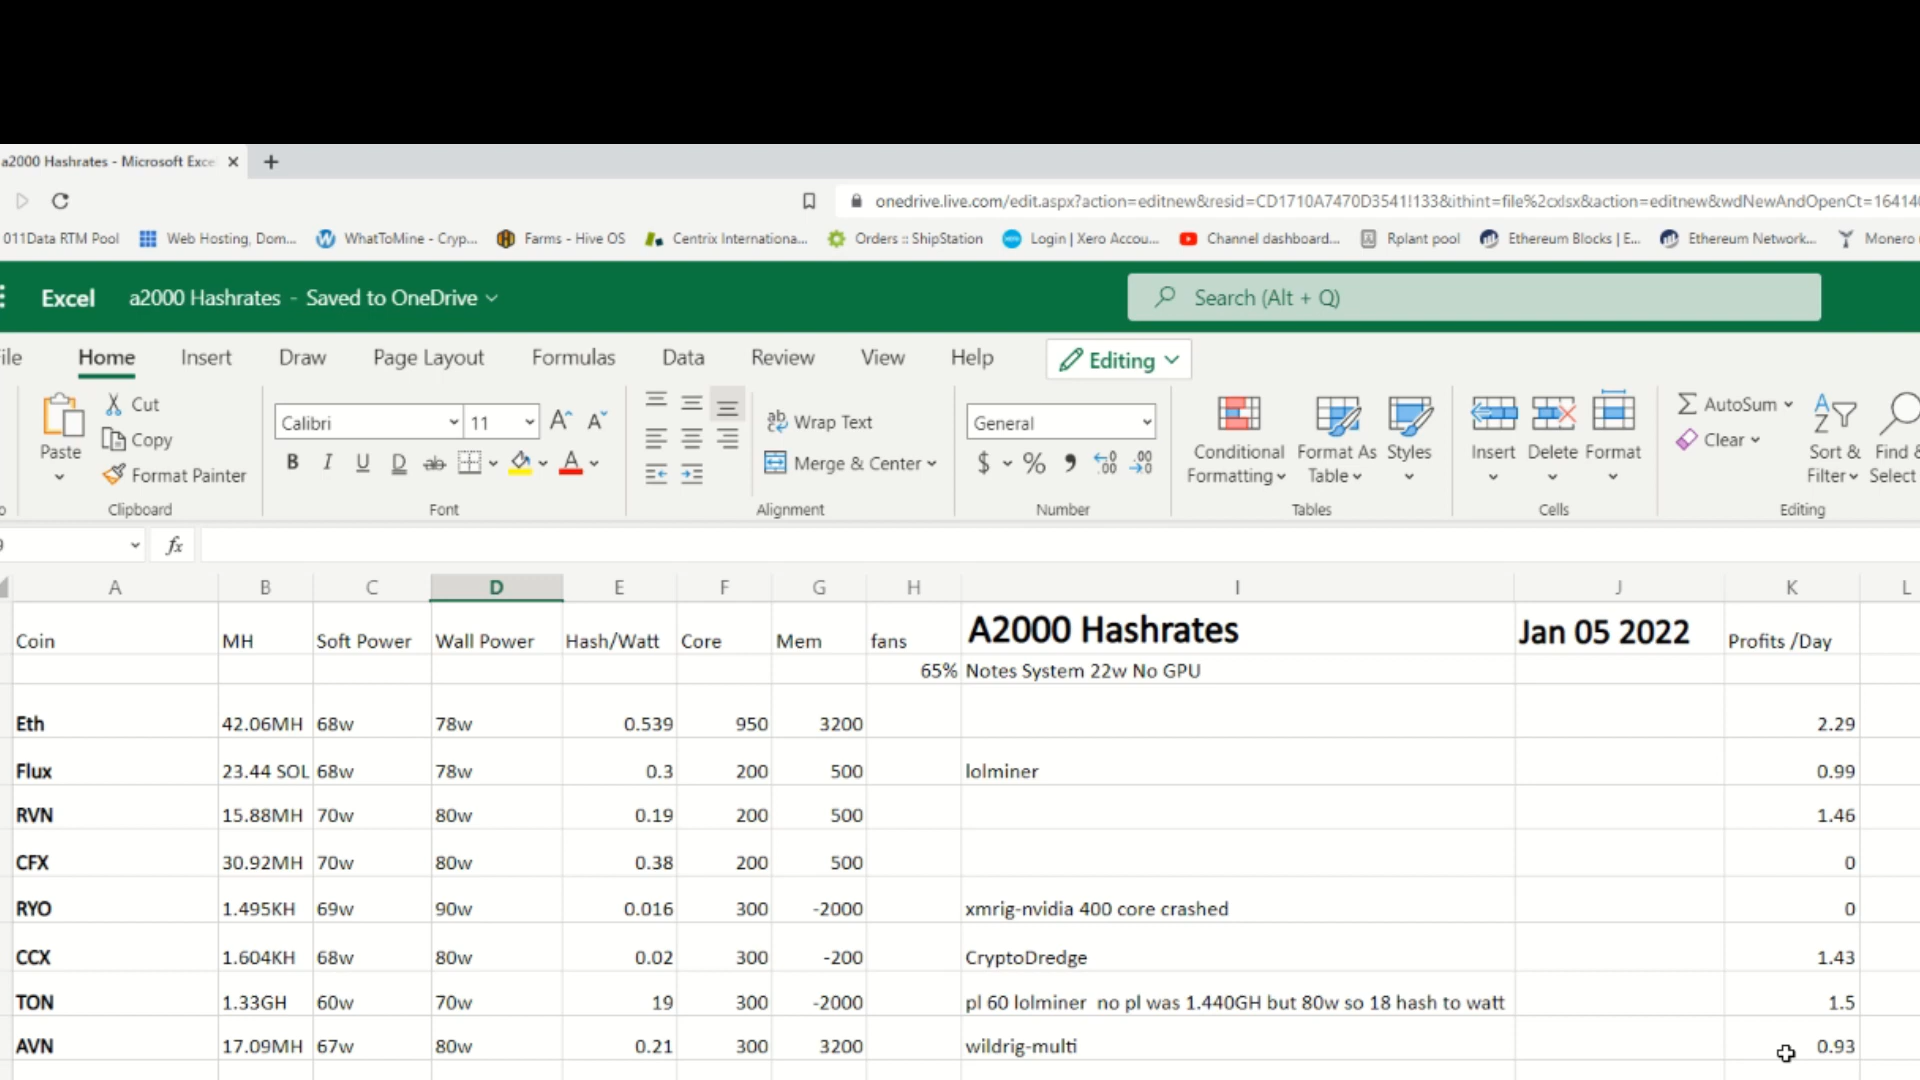 a2000 Hashrates - Microsoft Exce
onedrive.live.com/edit.aspx?action=editnew&resid=CD1710A7470D3541!133&ithint=file%2cxlsx&action=editnew&wdNewAndOpenCt=16414
011Data RTM Pool Web Hosting, Dom... WhatToMine - Cryp... Farms - Hive OS Centrix Internationa... Orders :: ShipStation Login | Xero Accou... Channel dashboard... Rplant pool Ethereum Blocks | E... Ethereum Network... Monero
Excel a2000 Hashrates - Saved to OneDrive Search (Alt + Q)
ile Home Insert Draw Page Layout Formulas Data Review View Help Editing
Paste Cut Copy Format Painter Clipboard
Calibri 11 A A B I U D ab A Font
ab Wrap Text Merge & Center Alignment
General $ % .00 .00 Number
Conditional Formatting Format As Table Styles Tables
Insert Delete Format Cells
AutoSum Clear Sort & Filter Find & Select Editing
fx
A B C D E F G H I J K L
Coin MH Soft Power Wall Power Hash/Watt Core Mem fans A2000 Hashrates Jan 05 2022 Profits /Day
65% Notes System 22w No GPU
Eth 42.06MH 68w 78w 0.539 950 3200 2.29
Flux 23.44 SOL 68w 78w 0.3 200 500 lolminer 0.99
RVN 15.88MH 70w 80w 0.19 200 500 1.46
CFX 30.92MH 70w 80w 0.38 200 500 0
RYO 1.495KH 69w 90w 0.016 300 -2000 xmrig-nvidia 400 core crashed 0
CCX 1.604KH 68w 80w 0.02 300 -200 CryptoDredge 1.43
TON 1.33GH 60w 70w 19 300 -2000 pl 60 lolminer no pl was 1.440GH but 80w so 18 hash to watt 1.5
AVN 17.09MH 67w 80w 0.21 300 3200 wildrig-multi 0.93